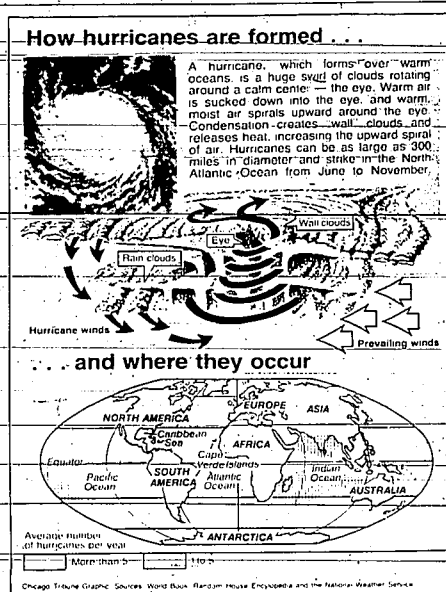 How hurricanes are formed . . .
A hurricane, which forms over warm
oceans, is a huge swirl of clouds rotating
around a calm center — the eye. Warm air
is sucked down into the eye, and warm,
moist air spirals upward around the eye.
Condensation creates wall clouds and
releases heat, increasing the upward spiral
of air. Hurricanes can be as large as 300
miles in diameter and strike in the North
Atlantic Ocean from June to November.
Wall clouds
Eye
Rain clouds
Hurricane winds
Prevailing winds
. . . and where they occur
NORTH AMERICA
EUROPE
ASIA
Caribbean
Sea
AFRICA
Cape
Verde Islands
Equator
Pacific
Ocean
SOUTH
AMERICA
Atlantic
Ocean
Indian
Ocean
AUSTRALIA
ANTARCTICA
Average number
of hurricanes per year
More than 5
1 to 5
Chicago Tribune Graphic Sources World Book Random House Encyclopedia and the National Weather Service